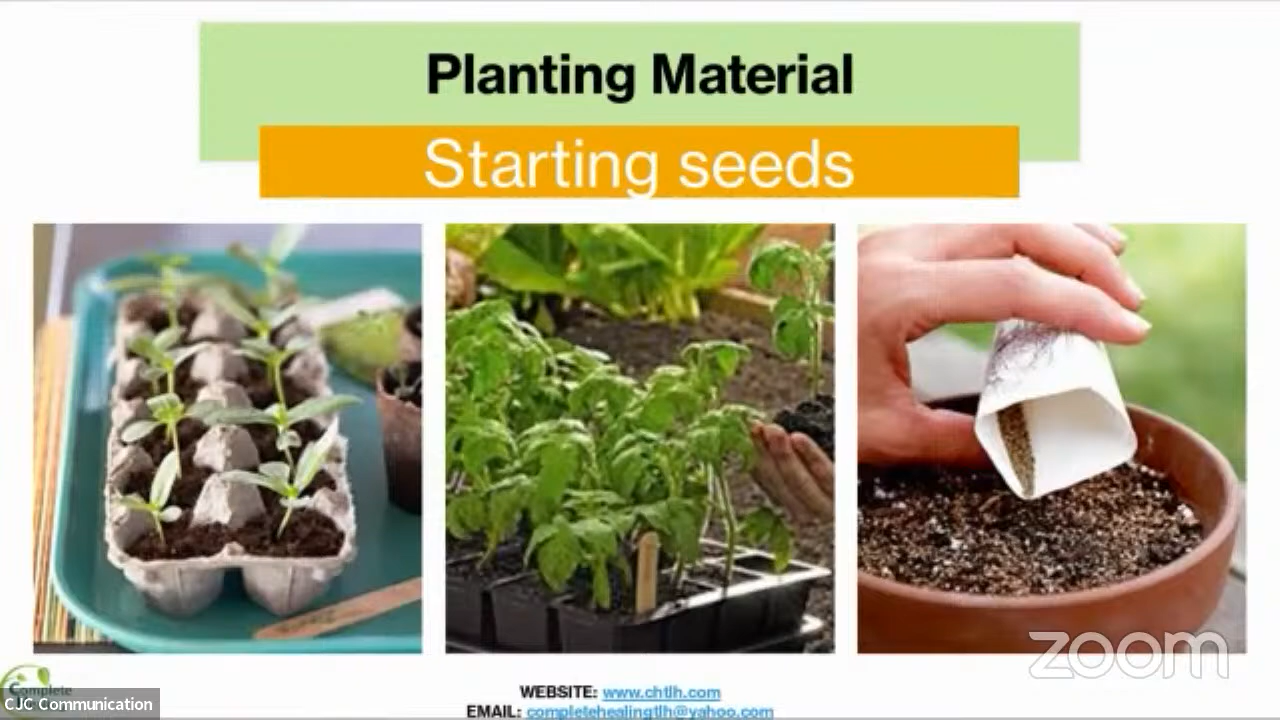 Planting Material
Starting seeds
zoom
Complete
CJC Communication
WEBSITE: www.chtlh.com
EMAIL: completehealingtlh@yahoo.com